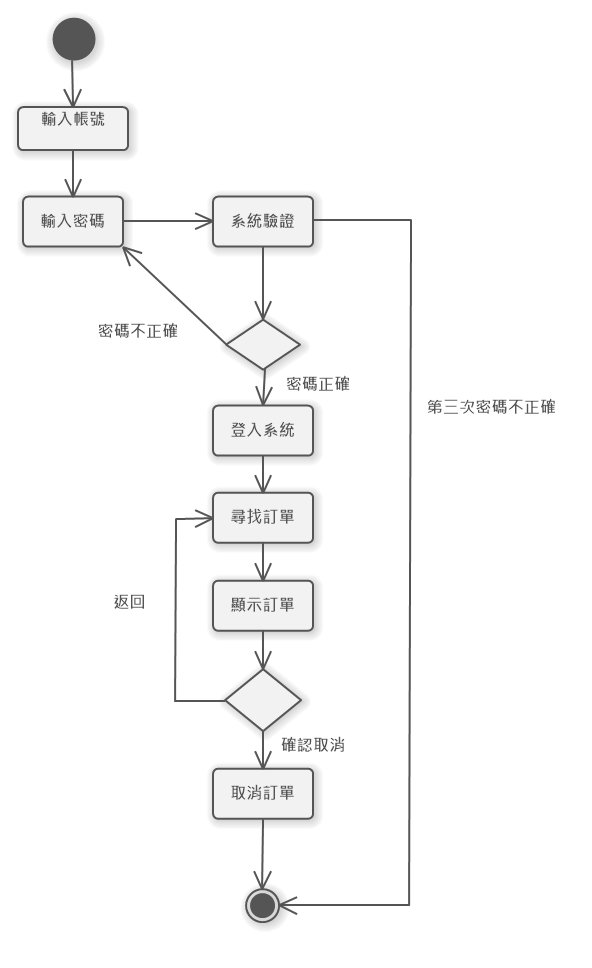 輸入帳號
輸入密碼
系統驗證
密碼不正確
密碼正確
第三次密碼不正確
登入系統
尋找訂單
返回
顯示訂單
確認取消
取消訂單